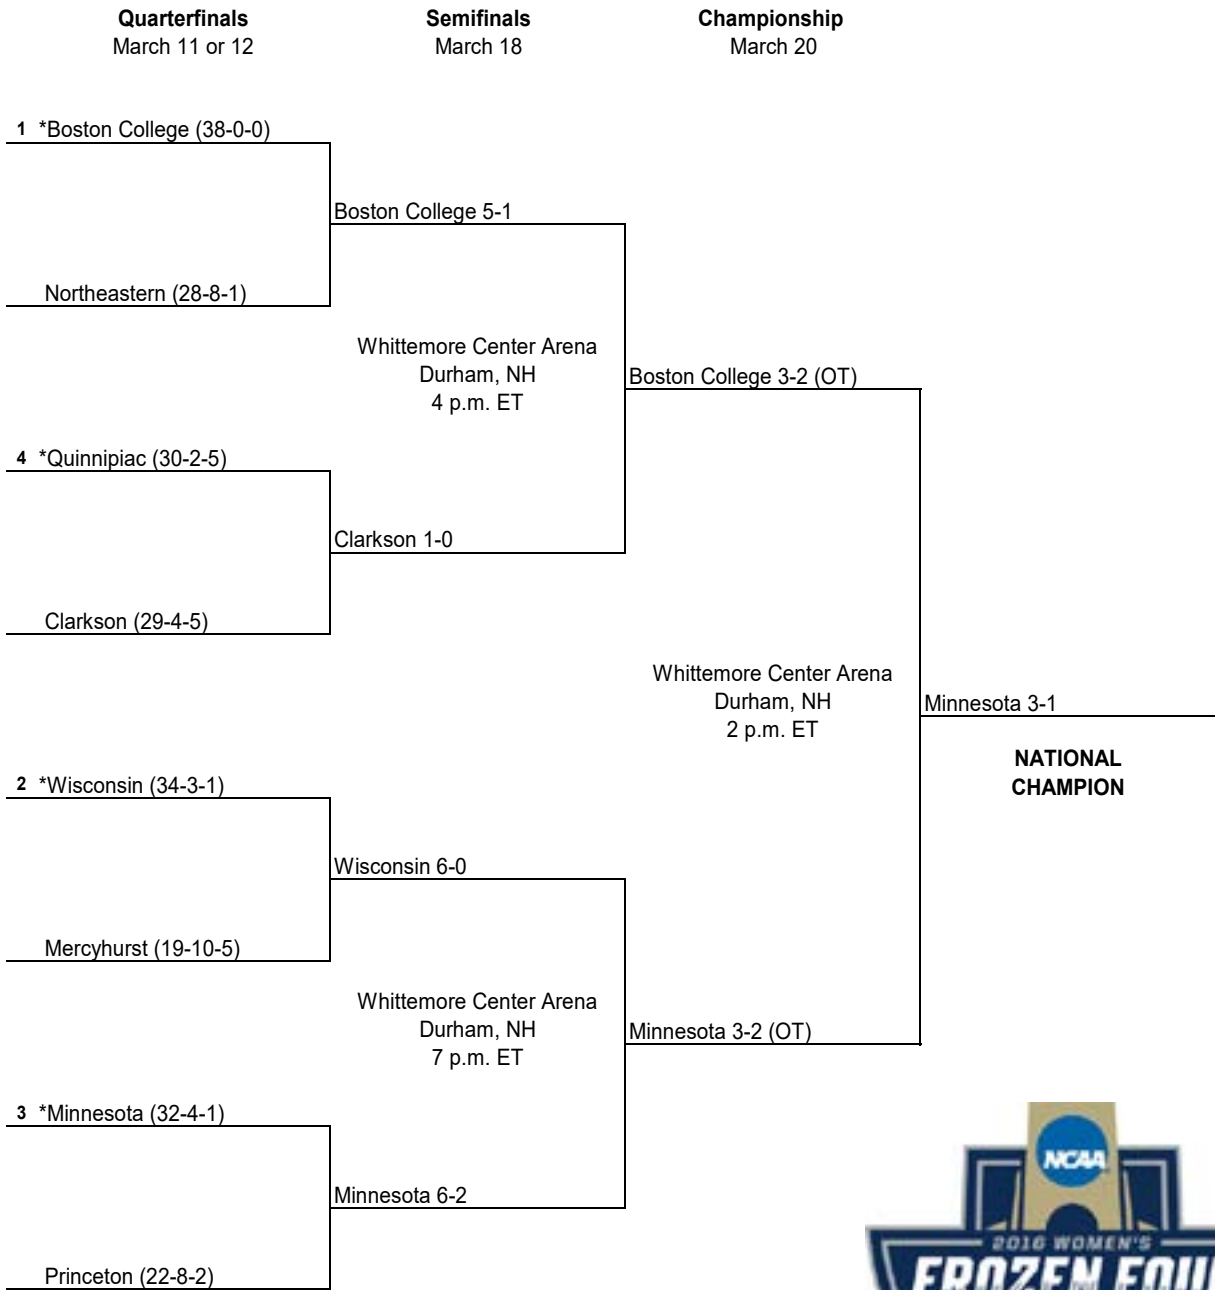 Quarterfinals
March 11 or 12
Semifinals
March 18
Championship
March 20
1 *Boston College (38-0-0)
Boston College 5-1
Northeastern (28-8-1)
Whittemore Center Arena
Durham, NH
4 p.m. ET
Boston College 3-2 (OT)
4 *Quinnipiac (30-2-5)
Clarkson 1-0
Clarkson (29-4-5)
Whittemore Center Arena
Durham, NH
2 p.m. ET
Minnesota 3-1
NATIONAL
CHAMPION
2 *Wisconsin (34-3-1)
Wisconsin 6-0
Mercyhurst (19-10-5)
Whittemore Center Arena
Durham, NH
7 p.m. ET
Minnesota 3-2 (OT)
3 *Minnesota (32-4-1)
Minnesota 6-2
Princeton (22-8-2)
NCAA
2016 WOMEN'S
FROZEN FOU